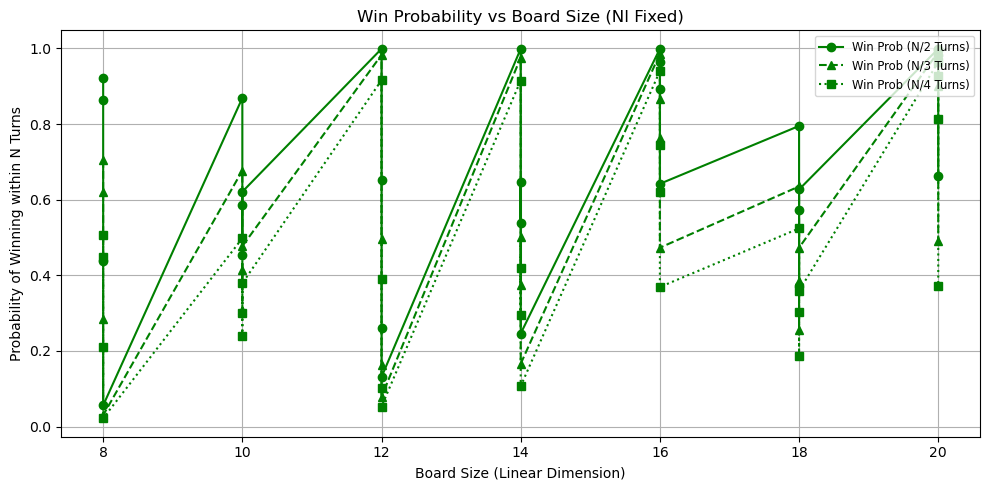 Win Probability vs Board Size (NI Fixed)
Probability of Winning within N Turns
1.0
0.8
0.6
0.4
0.2
0.0
8 10 12 14 16 18 20
Board Size (Linear Dimension)
Win Prob (N/2 Turns)
Win Prob (N/3 Turns)
Win Prob (N/4 Turns)